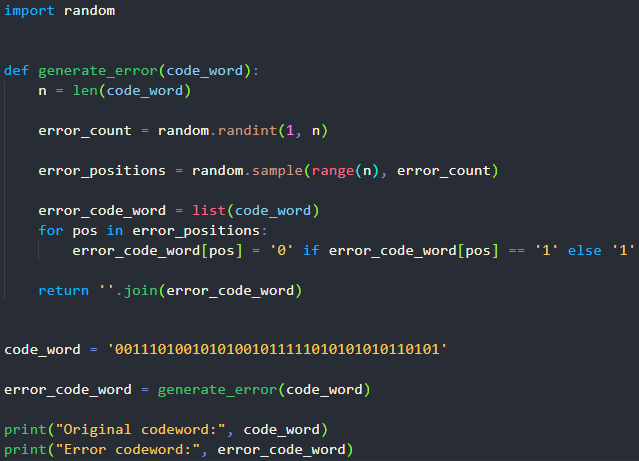 import random
def generate_error(code_word):
n = len(code_word)
error_count = random.randint(1, n)
error_positions = random.sample(range(n), error_count)
error_code_word = list(code_word)
for pos in error_positions:
error_code_word[pos] = '0' if error_code_word[pos] == '1' else '1'
return ''.join(error_code_word)
code_word = '001110100101010010111111010101010110101'
error_code_word = generate_error(code_word)
print("Original codeword:", code_word)
print("Error codeword:", error_code_word)